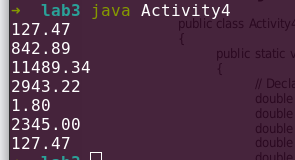 ➜ lab3 java Activity4
127.47
842.89
11489.34
2943.22
1.80
2345.00
127.47
lab3
public class Activity4
{
public static v
{
// Decla
double
double
double
double
double